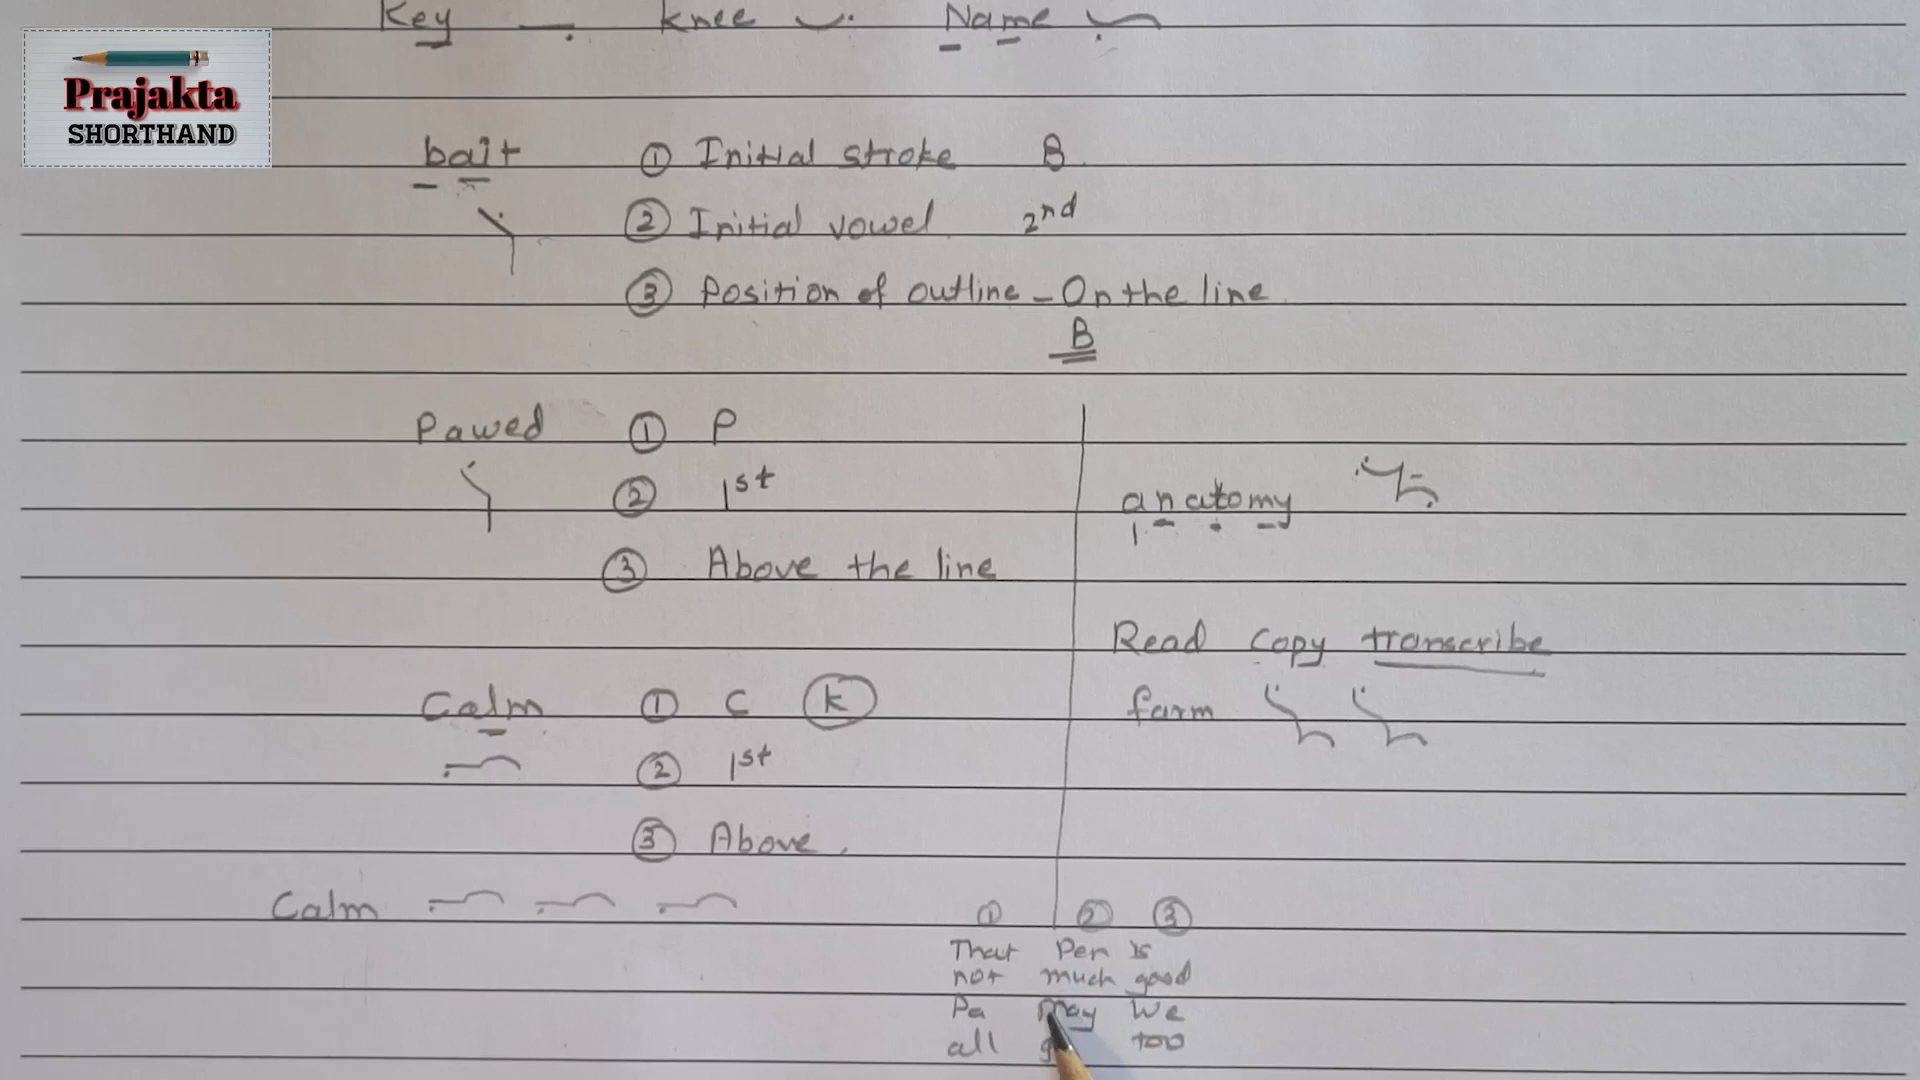 Key knee Name
Prajakta
SHORTHAND
bait ① Initial stroke B
② Initial vowel 2nd
③ Position of outline - On the line
B
Pawed ① P
② 1st
③ Above the line
anatomy
Read Copy transcribe
farm
Calm ① C K
② 1st
③ Above.
Calm
① ② ③
That Pen is
not much good
Pa may We
all too